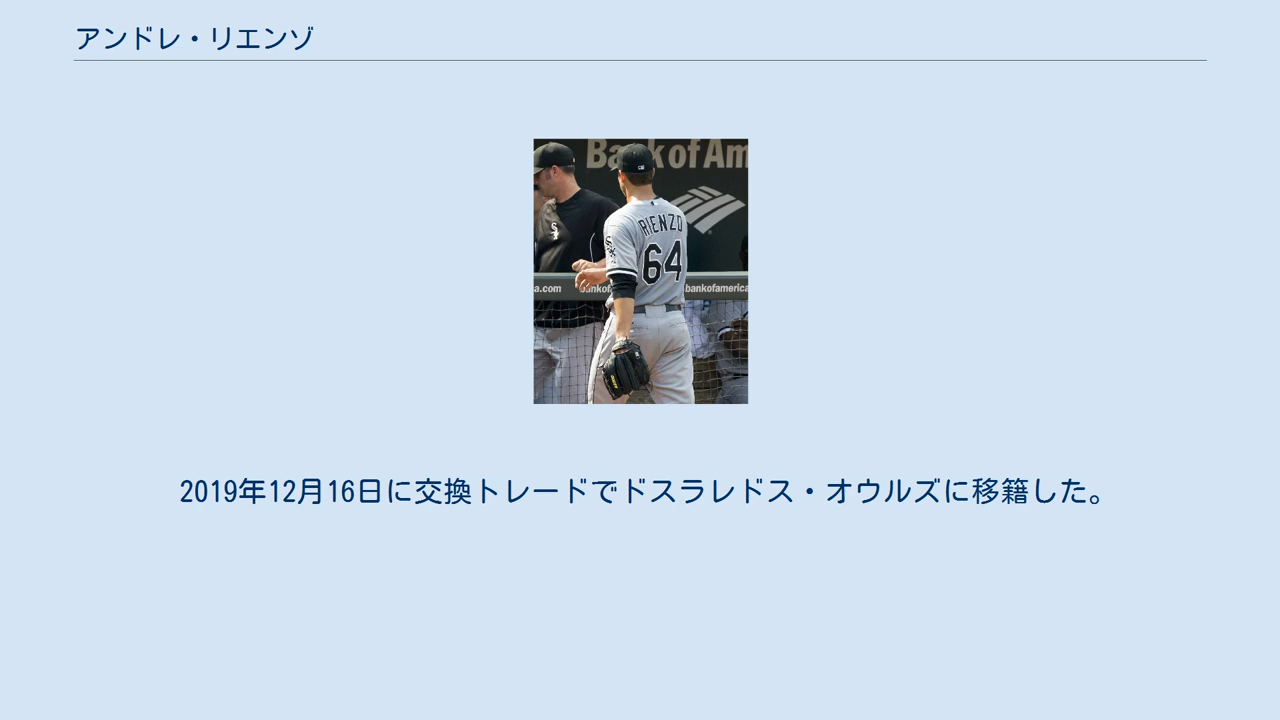 アンドレ・リエンゾ
Bank of Am
RIENZO
64
a.com
bankofamerica
2019年12月16日に交換トレードでドスラレドス・オウルズに移籍した。